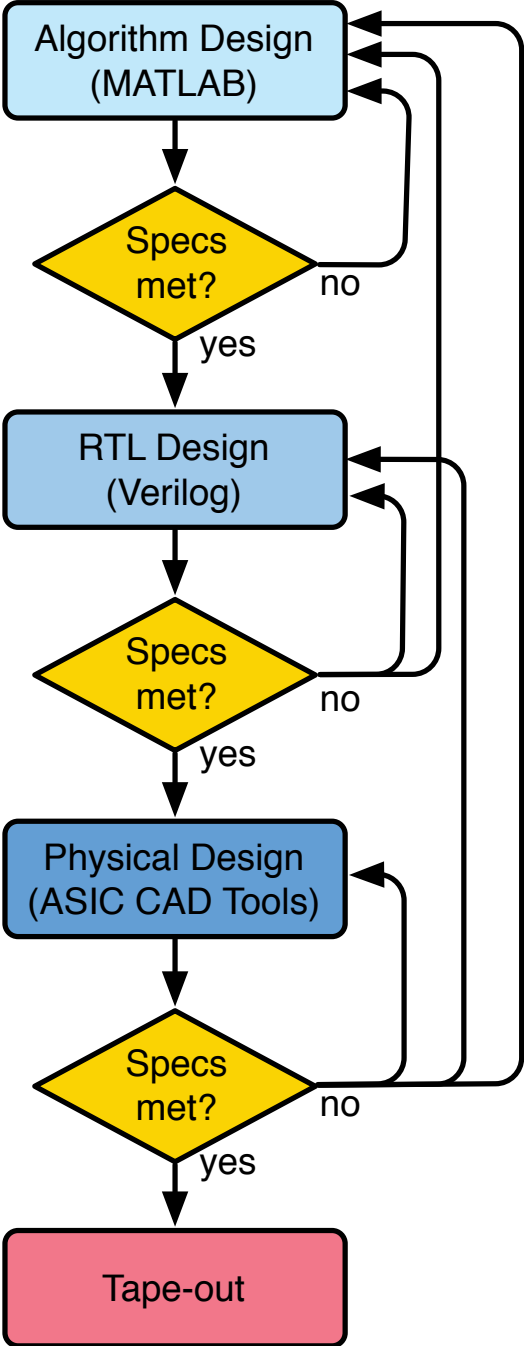 Algorithm Design
(MATLAB)
Specs
met?
no
yes
RTL Design
(Verilog)
Specs
met?
no
yes
Physical Design
(ASIC CAD Tools)
Specs
met?
no
yes
Tape-out